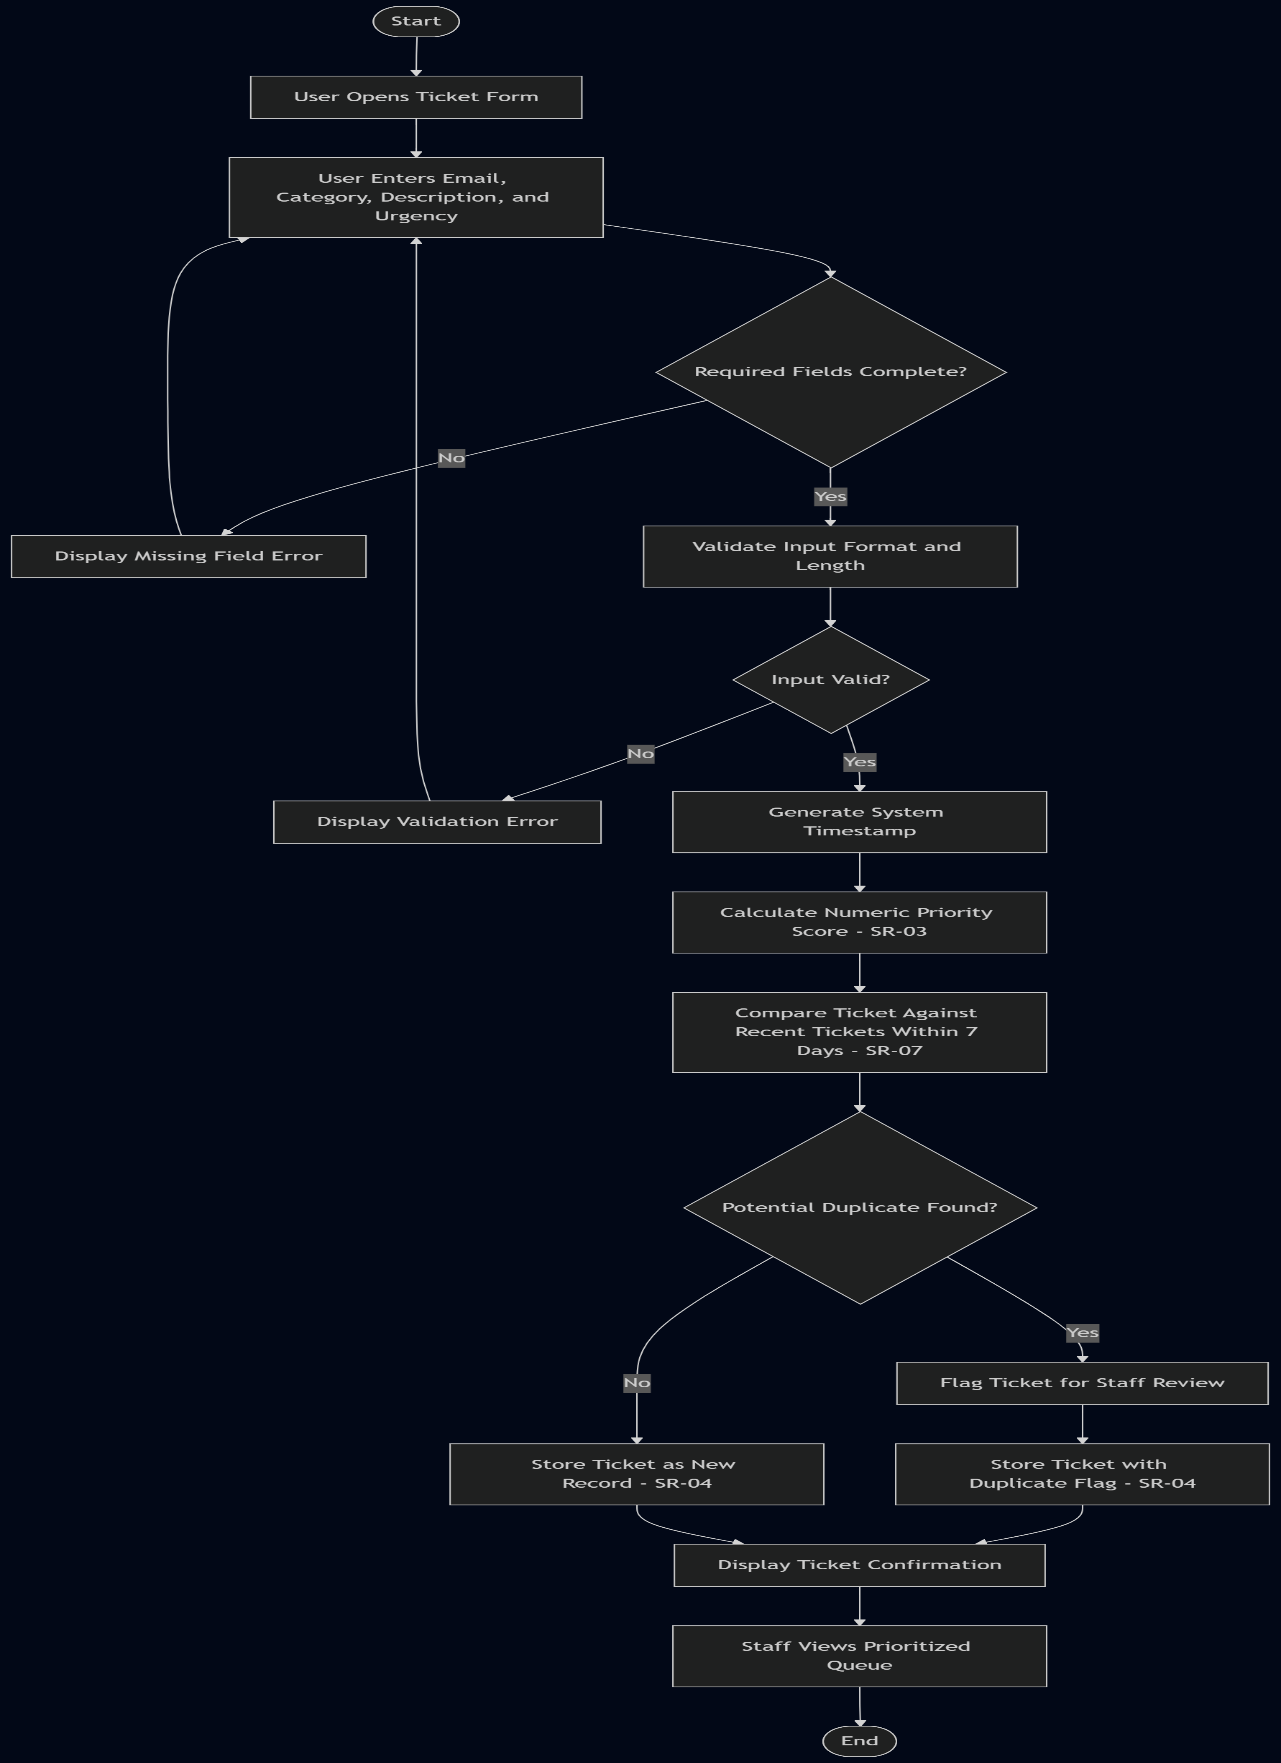 Start
User Opens Ticket Form
User Enters Email,
Category, Description, and
Urgency
Required Fields Complete?
No
Yes
Display Missing Field Error
Validate Input Format and
Length
Input Valid?
No
Yes
Display Validation Error
Generate System
Timestamp
Calculate Numeric Priority
Score - SR-03
Compare Ticket Against
Recent Tickets Within 7
Days - SR-07
Potential Duplicate Found?
Yes
No
Flag Ticket for Staff Review
Store Ticket as New
Record - SR-04
Store Ticket with
Duplicate Flag - SR-04
Display Ticket Confirmation
Staff Views Prioritized
Queue
End